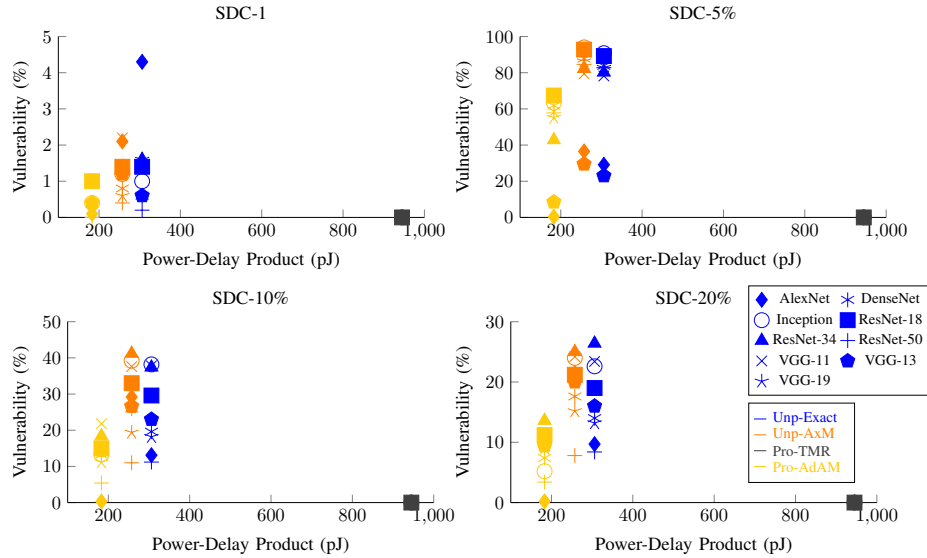 SDC-1
5
4
3
2
1
0
Vulnerability (%)
200 400 600 800 1,000
Power-Delay Product (pJ)
SDC-5%
100
80
60
40
20
0
Vulnerability (%)
200 400 600 800 1,000
Power-Delay Product (pJ)
SDC-10%
50
40
30
20
10
0
Vulnerability (%)
200 400 600 800 1,000
Power-Delay Product (pJ)
SDC-20%
30
20
10
0
Vulnerability (%)
200 400 600 800 1,000
Power-Delay Product (pJ)
AlexNet DenseNet
Inception ResNet-18
ResNet-34 ResNet-50
VGG-11 VGG-13
VGG-19
Unp-Exact
Unp-AxM
Pro-TMR
Pro-AdAM